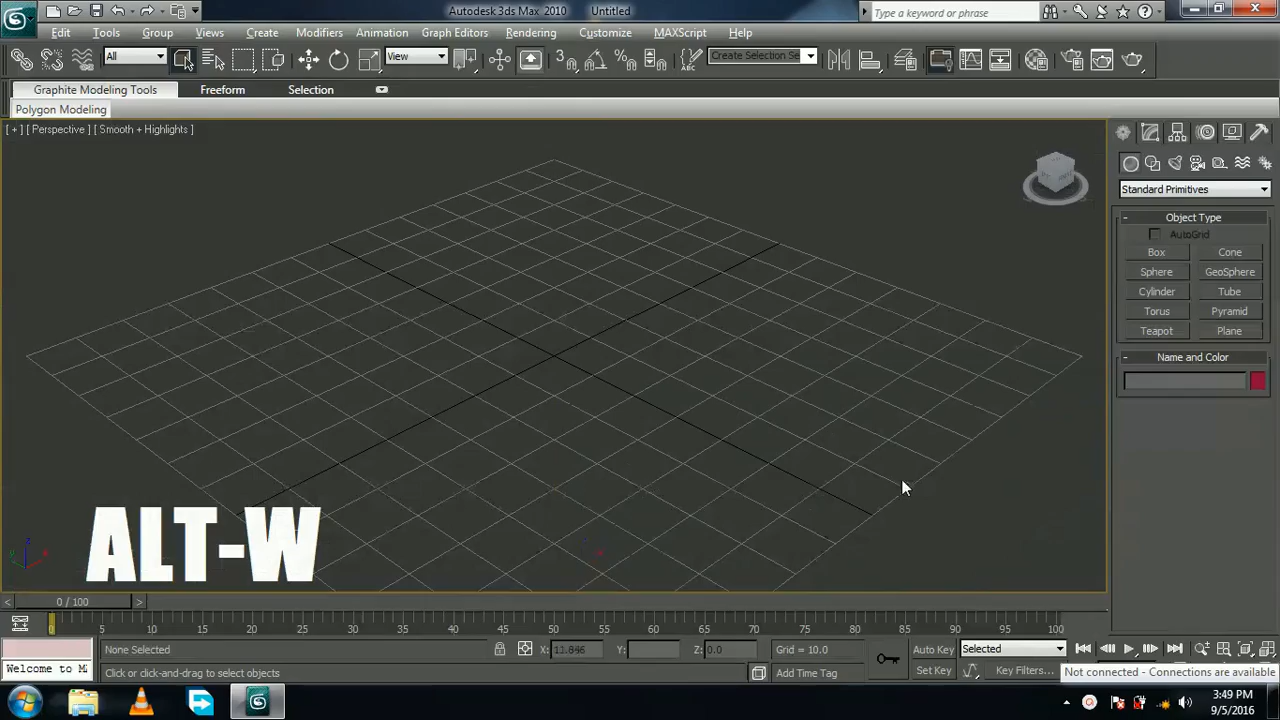 Autodesk 3ds Max 2010 Untitled
Type a keyword or phrase
Edit Tools Group Views Create Modifiers Animation Graph Editors Rendering Customize MAXScript Help
All View 3 Create Selection Se
Graphite Modeling Tools Freeform Selection
Polygon Modeling
[ + ] [ Perspective ] [ Smooth + Highlights ]
Standard Primitives
- Object Type
AutoGrid
Box Cone
Sphere GeoSphere
Cylinder Tube
Torus Pyramid
Teapot Plane
- Name and Color
ALT-W
z
x
y
< 0 / 100 >
0 5 10 15 20 25 30 35 40 45 50 55 60 65 70 75 80 85 90 95 100
None Selected X: 13.846 Y: Z: 0.0 Grid = 10.0 Auto Key Selected
Welcome to M Click or click-and-drag to select objects Add Time Tag Set Key Key Filters...
Not connected - Connections are available
3:49 PM
9/5/2016